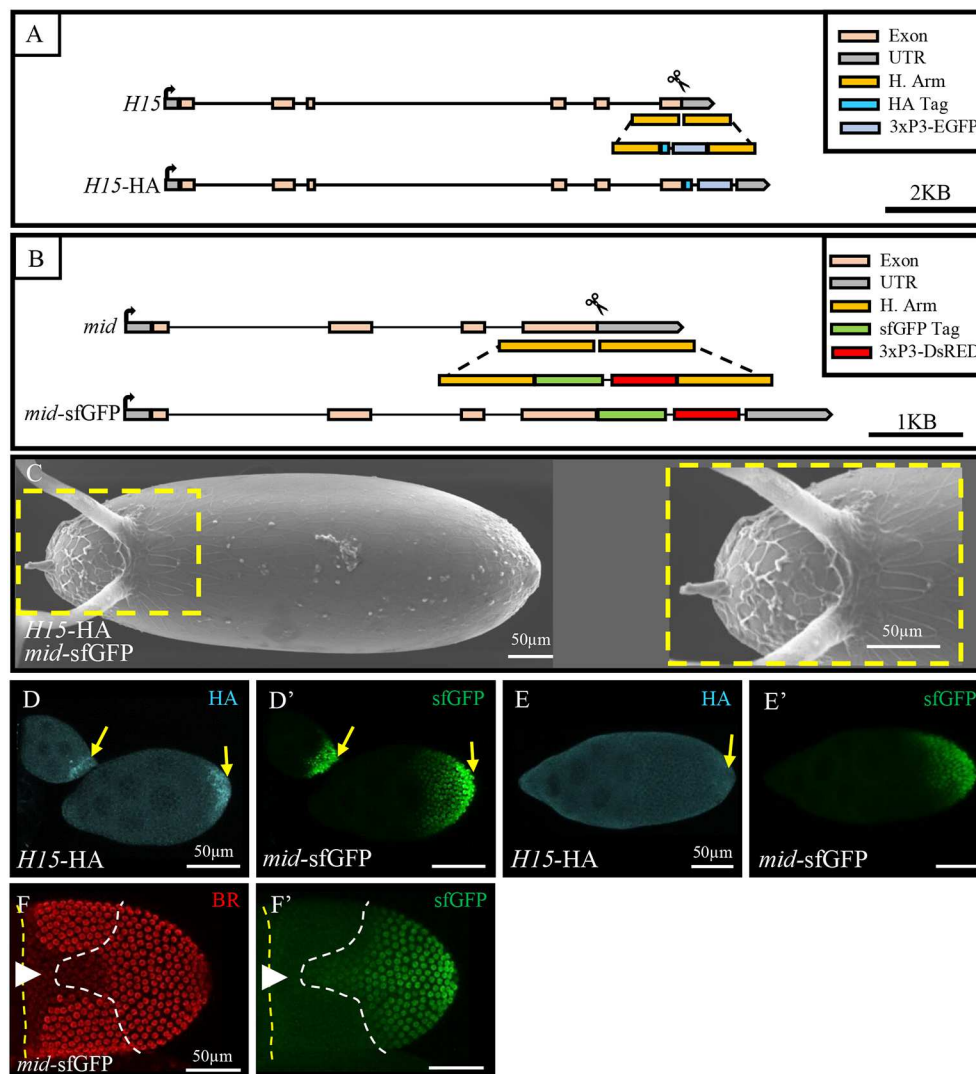 A
H15
H15-HA
Exon
UTR
H. Arm
HA Tag
3xP3-EGFP
2KB
B
mid
mid-sfGFP
Exon
UTR
H. Arm
sfGFP Tag
3xP3-DsRED
1KB
C
H15-HA
mid-sfGFP
50µm
50µm
D
HA
H15-HA
50µm
D'
sfGFP
mid-sfGFP
E
HA
H15-HA
50µm
E'
sfGFP
mid-sfGFP
F
BR
mid-sfGFP
50µm
F'
sfGFP